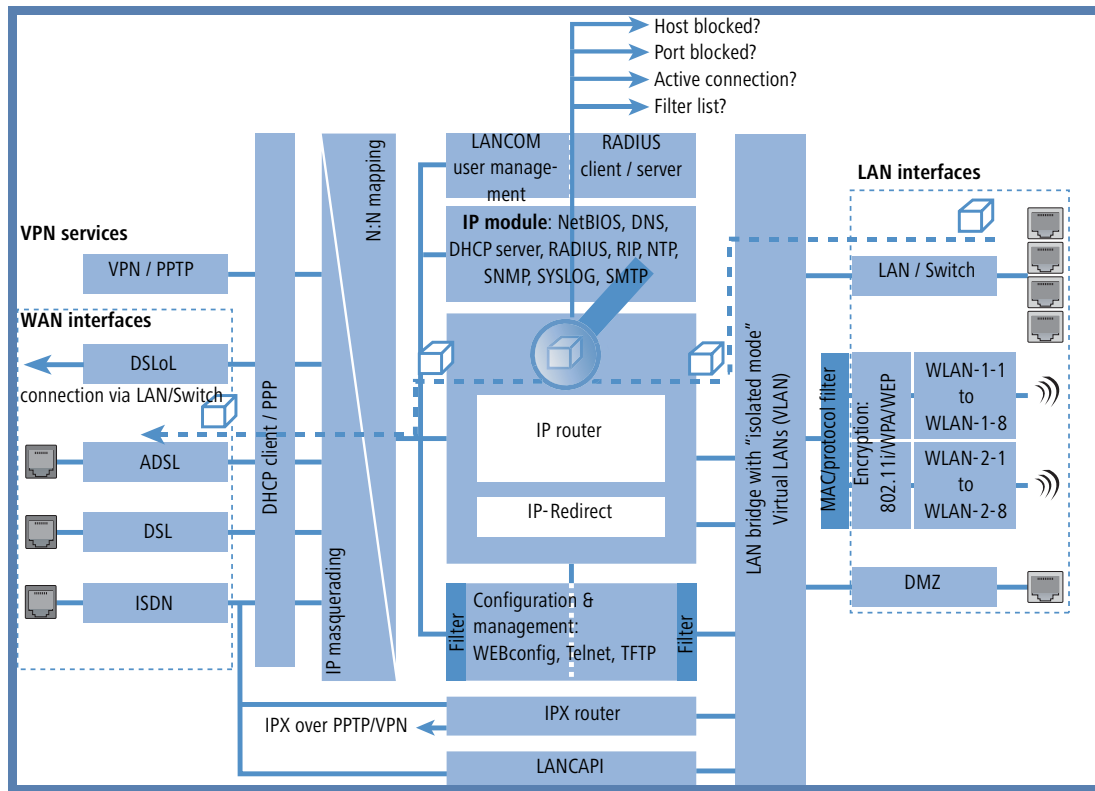 Host blocked?
Port blocked?
Active connection?
Filter list?
LANCOM
user manage-
ment
RADIUS
client / server
LAN interfaces
N:N mapping
IP module: NetBIOS, DNS,
DHCP server, RADIUS, RIP, NTP,
SNMP, SYSLOG, SMTP
VPN services
VPN / PPTP
LAN / Switch
WAN interfaces
DSLoL
connection via LAN/Switch
DHCP client / PPP
IP router
LAN bridge with "isolated mode"
Virtual LANs (VLAN)
MAC/protocol filter
Encryption:
802.11i/WPA/WEP
WLAN-1-1
to
WLAN-1-8
ADSL
WLAN-2-1
to
WLAN-2-8
DSL
IP-Redirect
ISDN
IP masquerading
Filter
Configuration &
management:
WEBconfig, Telnet, TFTP
Filter
DMZ
IPX over PPTP/VPN
IPX router
LANCAPI